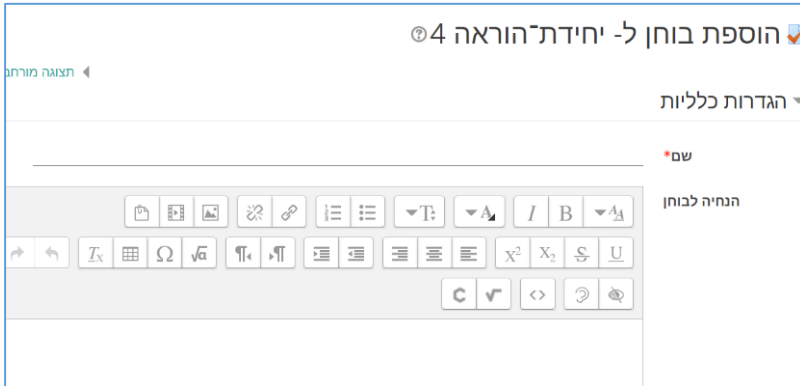 הוספת בוחן ל- יחידת־הוראה 4
תצוגה מורחב
הגדרות כלליות
שם*
הנחיה לבוחן